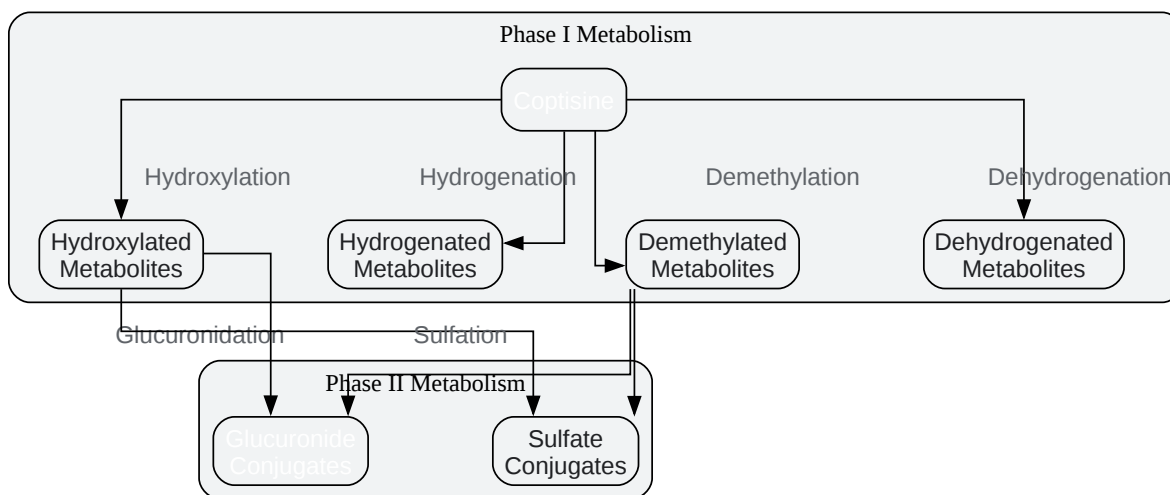 Phase I Metabolism
Coptisine
Hydroxylation
Hydrogenation
Demethylation
Dehydrogenation
Hydroxylated
Metabolites
Hydrogenated
Metabolites
Demethylated
Metabolites
Dehydrogenated
Metabolites
Glucuronidation
Sulfation
Phase II Metabolism
Glucuronide
Conjugates
Sulfate
Conjugates